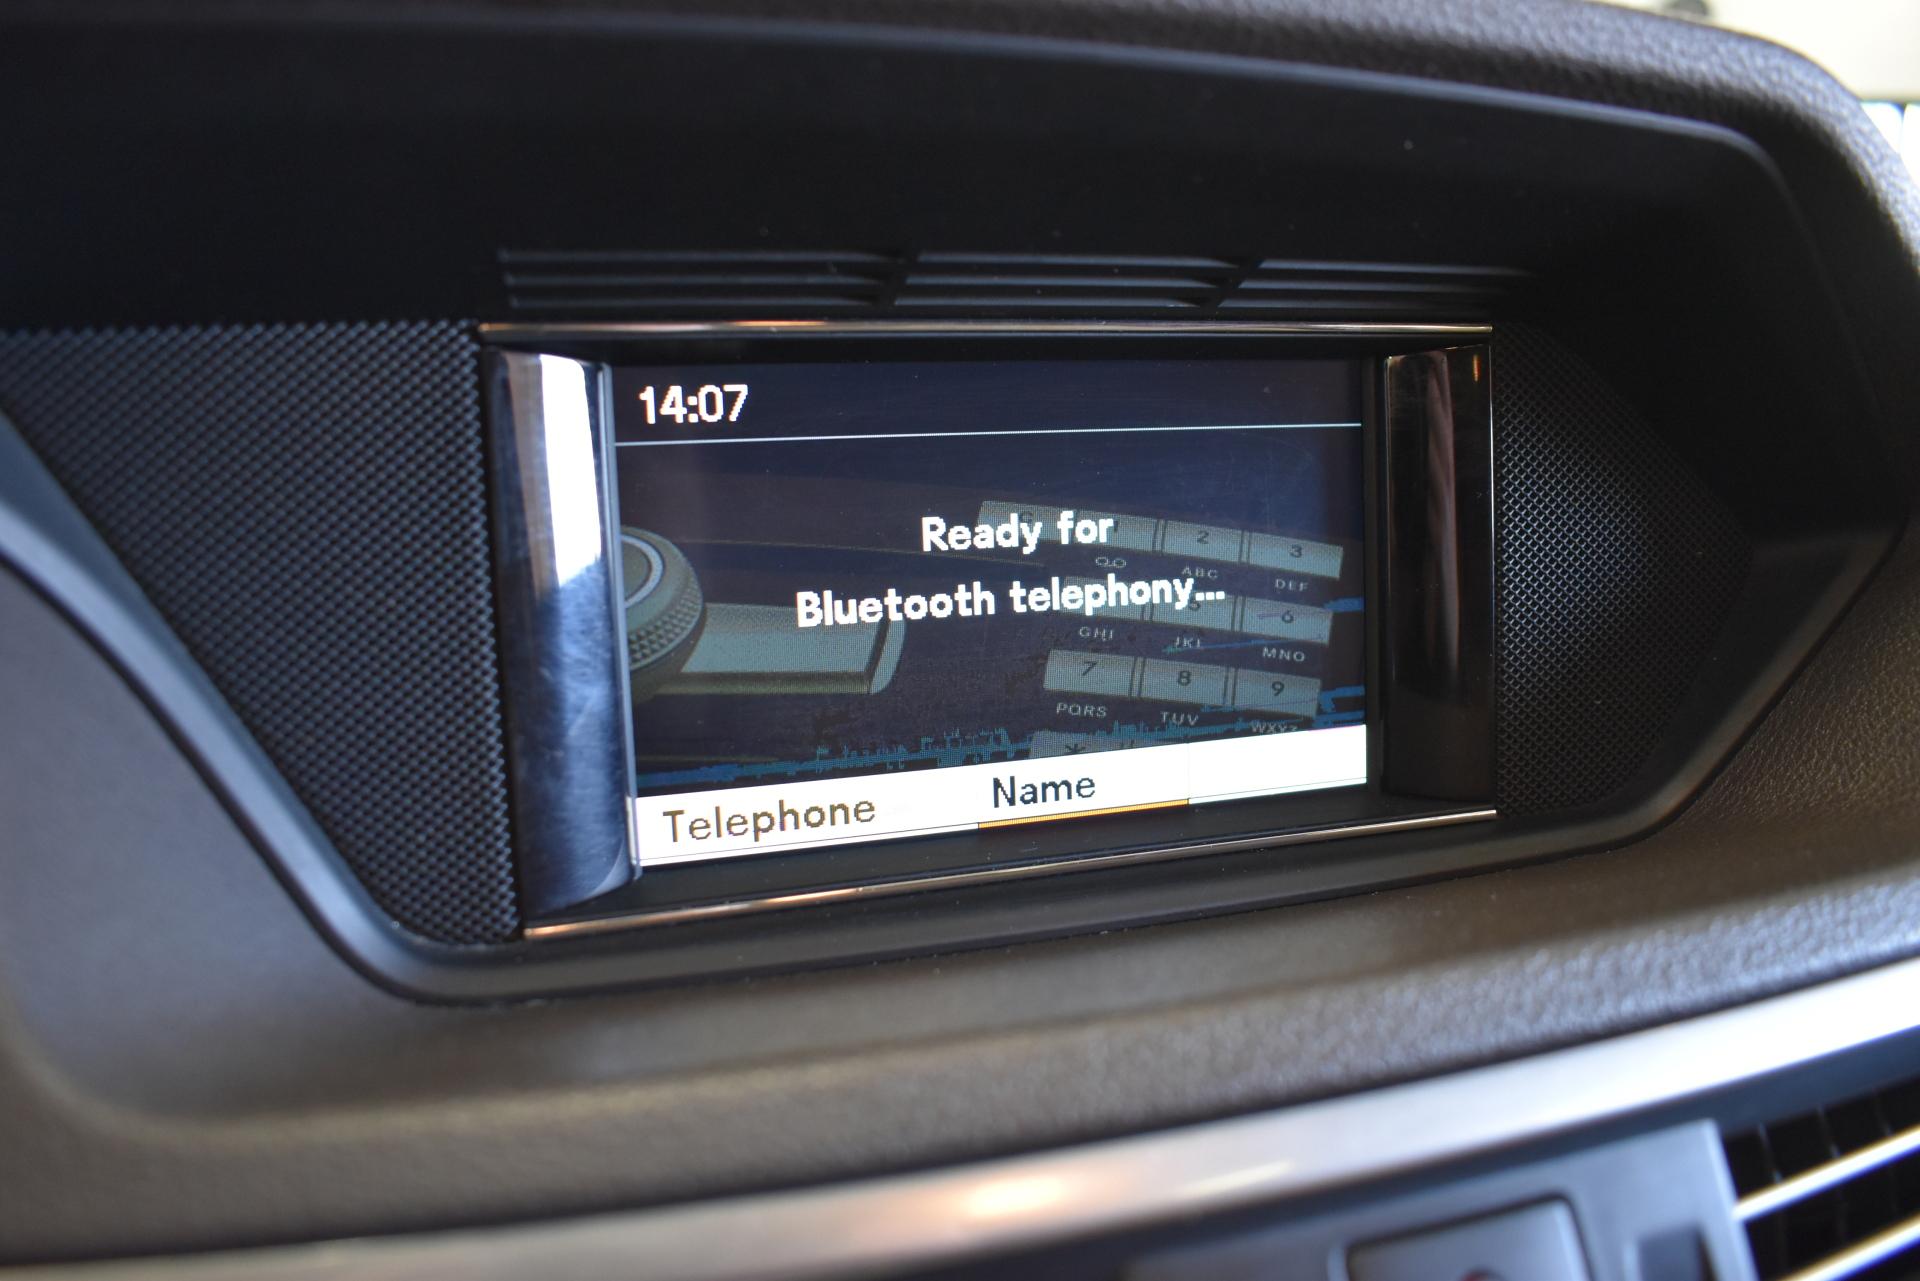 14:07
Ready for
Bluetooth telephony...
2 3
ABC DEF
6
GHI JKL MNO
7 8 9
PQRS TUV WXYZ
*
Telephone Name